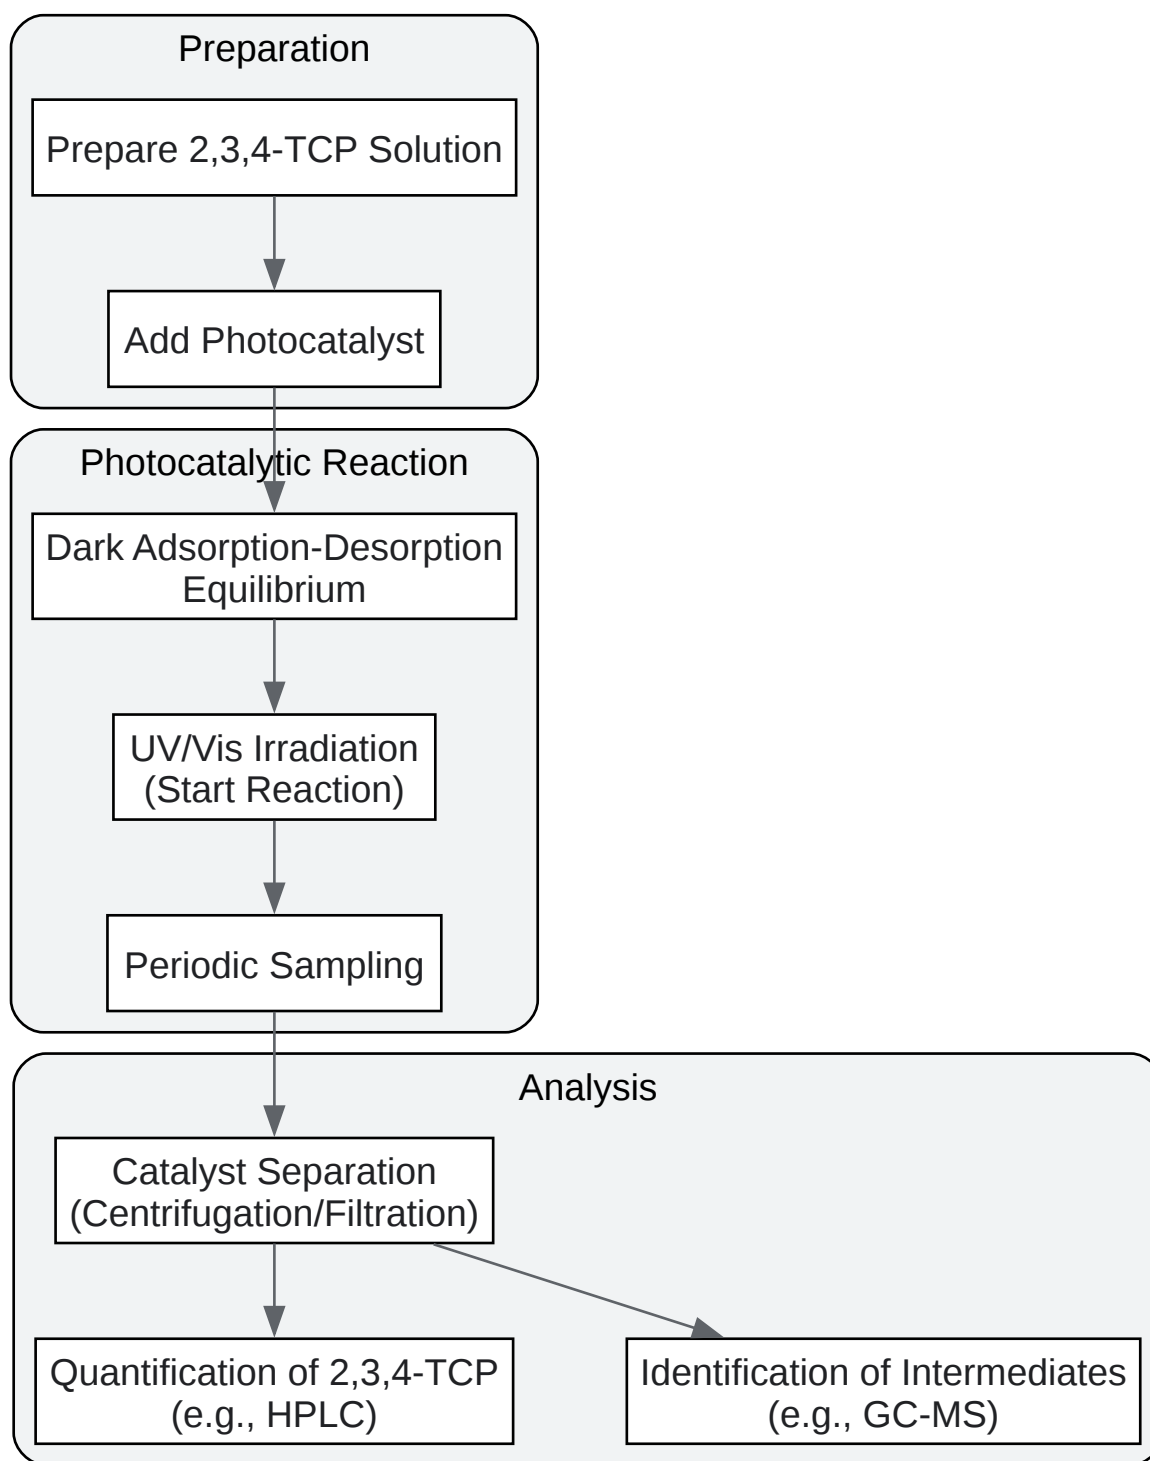 Preparation
Prepare 2,3,4-TCP Solution
Add Photocatalyst
Photocatalytic Reaction
Dark Adsorption-Desorption
Equilibrium
UV/Vis Irradiation
(Start Reaction)
Periodic Sampling
Analysis
Catalyst Separation
(Centrifugation/Filtration)
Quantification of 2,3,4-TCP
(e.g., HPLC)
Identification of Intermediates
(e.g., GC-MS)